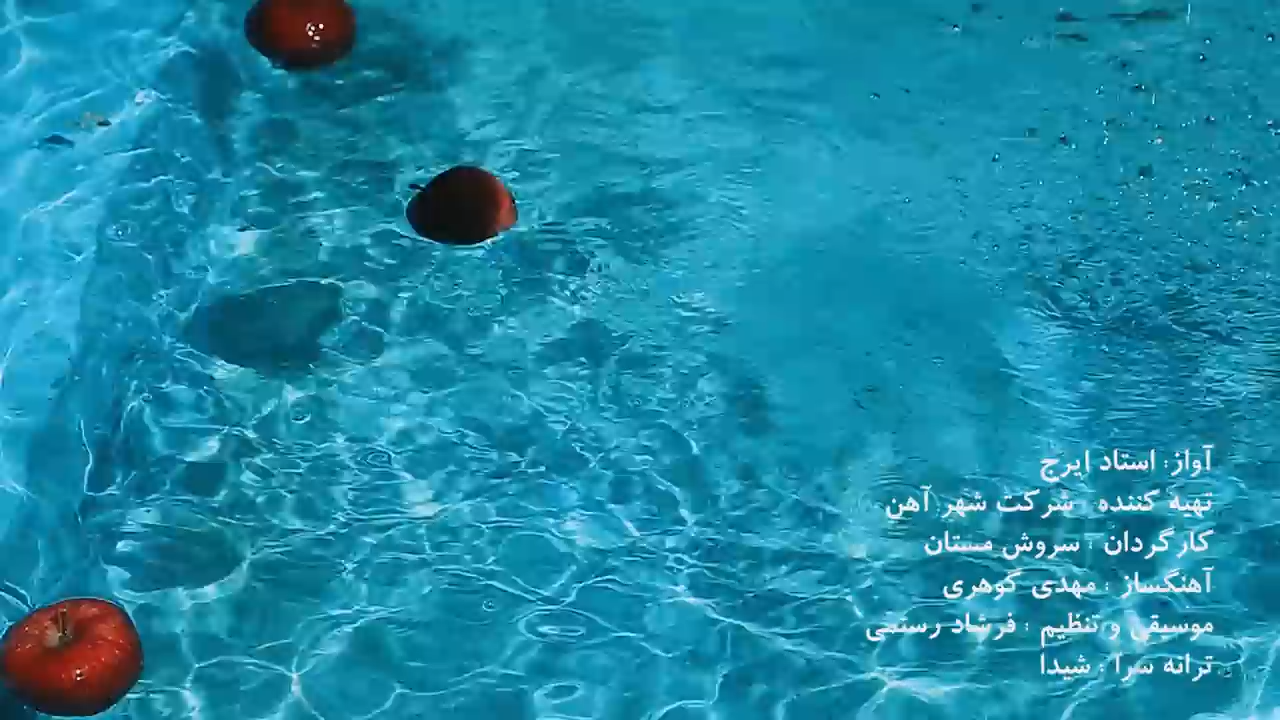 آواز: استاد ایرج
تهیه کننده : شرکت شهر آهن
کارگردان : سروش مستان
آهنگساز : مهدی گوهری
موسیقی و تنظیم : فرشاد رستمی
ترانه سرا : شیدا